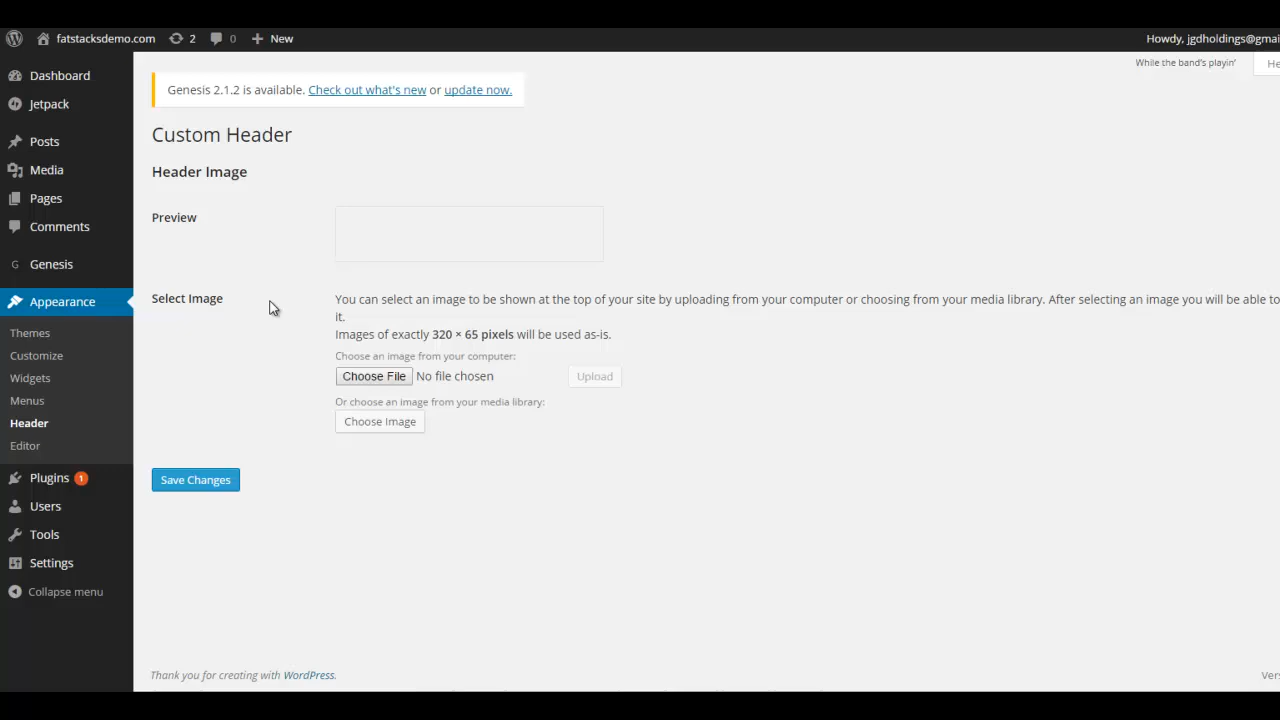 fatstacksdemo.com 2 0 New Howdy, jgdholdings@gmai
While the band's playin'
Dashboard
Jetpack
Posts
Media
Pages
Comments
G Genesis
Appearance
Themes
Customize
Widgets
Menus
Header
Editor
Plugins 1
Users
Tools
Settings
Collapse menu
Genesis 2.1.2 is available. Check out what's new or update now.
Custom Header
Header Image
Preview
Select Image
You can select an image to be shown at the top of your site by uploading from your computer or choosing from your media library. After selecting an image you will be able to
it.
Images of exactly 320 × 65 pixels will be used as-is.
Choose an image from your computer:
Choose File No file chosen Upload
Or choose an image from your media library:
Choose Image
Save Changes
Thank you for creating with WordPress.